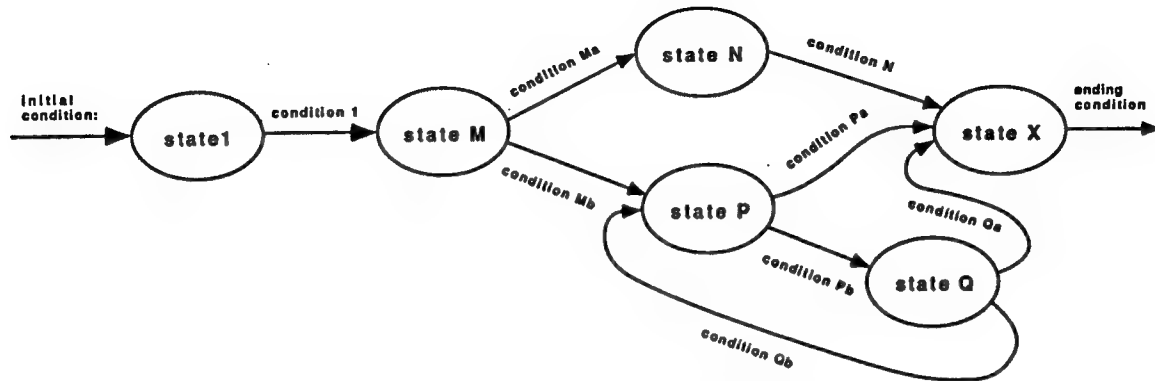 initial
condition:
state1
condition 1
state M
condition Ma
condition Mb
state N
condition N
state P
condition Pa
condition Pb
state Q
condition Qa
condition Qb
state X
ending
condition